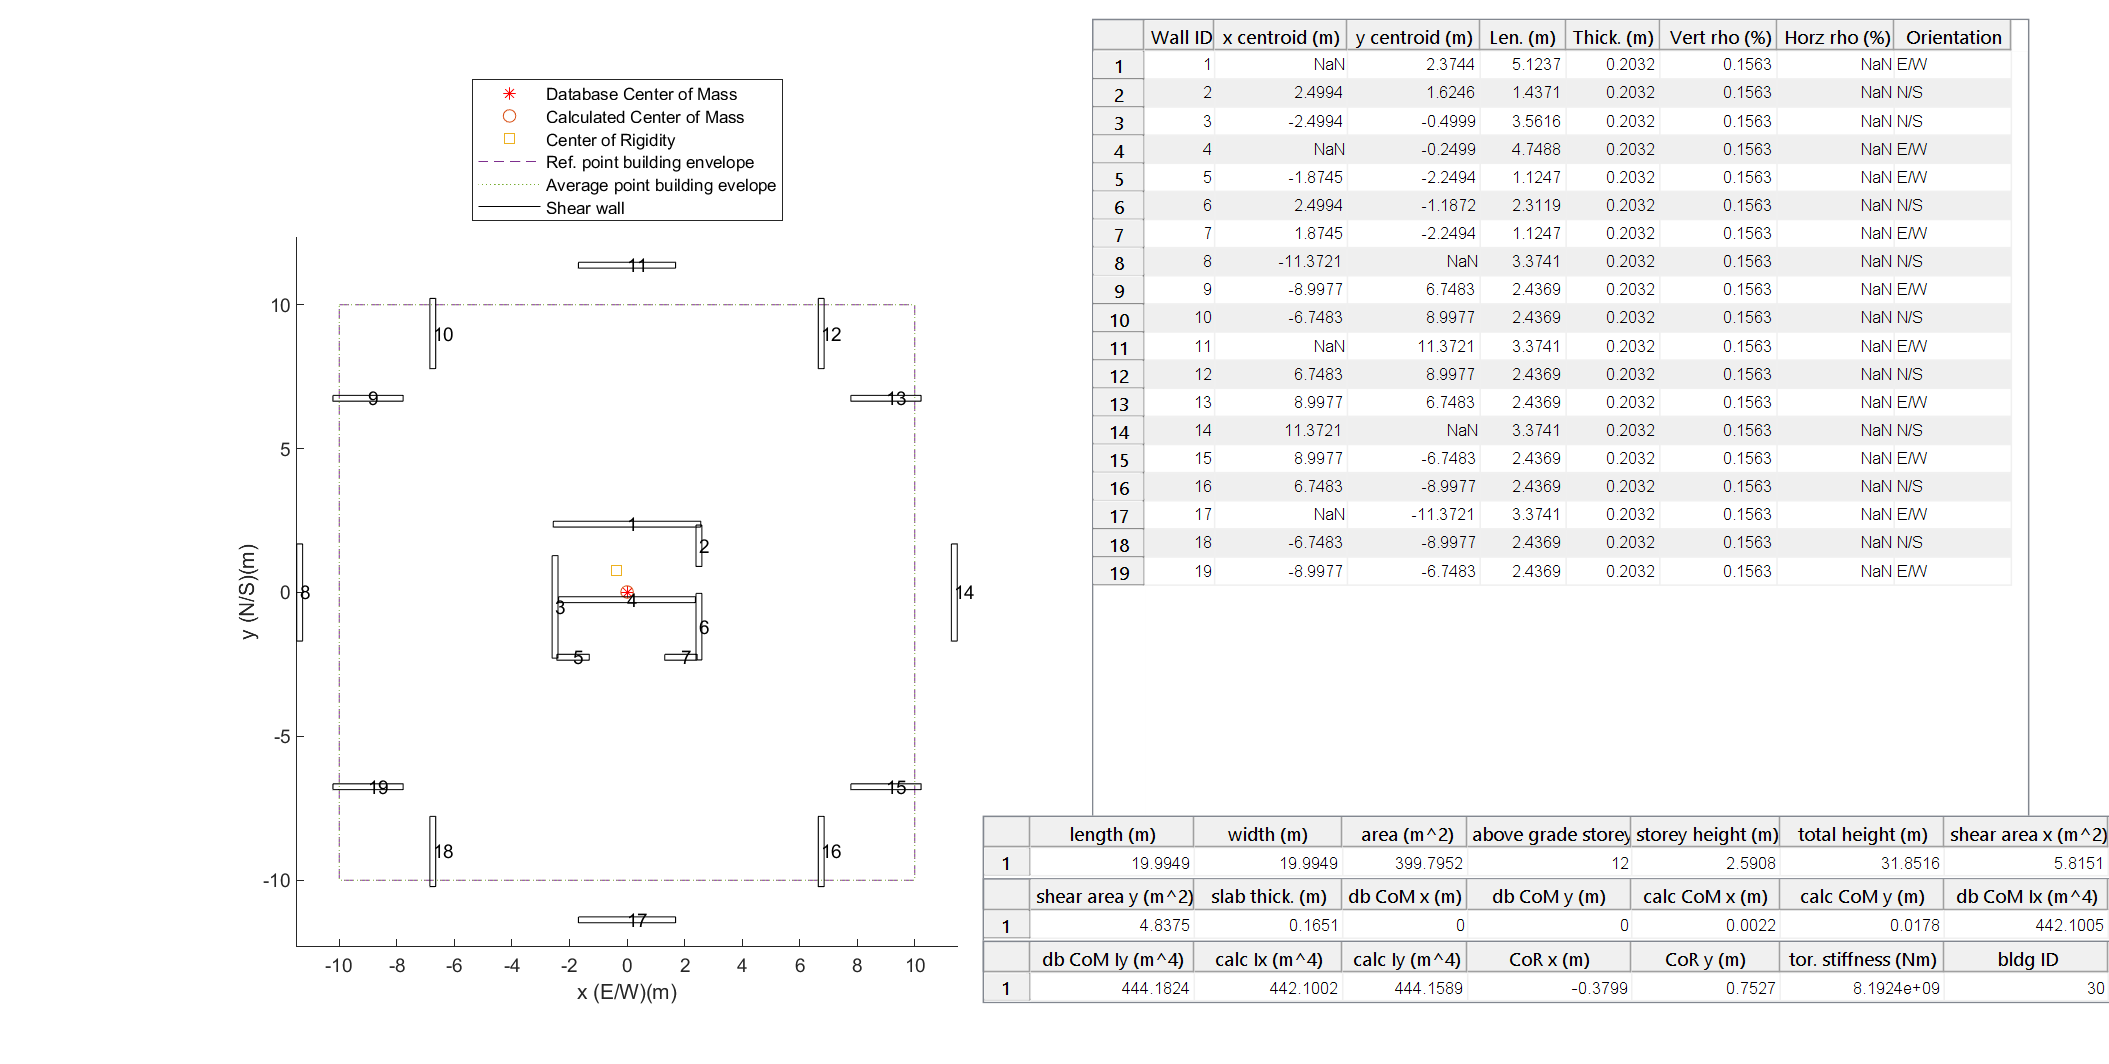 Database Center of Mass
Calculated Center of Mass
Center of Rigidity
Ref. point building envelope
Average point building evelope
Shear wall
11
10
12
9
13
1
2
8
3
4
14
6
5
7
19
15
18
16
17
10
5
0
-5
-10
y (N/S)(m)
-10 -8 -6 -4 -2 0 2 4 6 8 10
x (E/W)(m)
Wall ID x centroid (m) y centroid (m) Len. (m) Thick. (m) Vert rho (%) Horz rho (%) Orientation
1 1 NaN 2.3744 5.1237 0.2032 0.1563 NaN E/W
2 2 2.4994 1.6246 1.4371 0.2032 0.1563 NaN N/S
3 3 -2.4994 -0.4999 3.5616 0.2032 0.1563 NaN N/S
4 4 NaN -0.2499 4.7488 0.2032 0.1563 NaN E/W
5 5 -1.8745 -2.2494 1.1247 0.2032 0.1563 NaN E/W
6 6 2.4994 -1.1872 2.3119 0.2032 0.1563 NaN N/S
7 7 1.8745 -2.2494 1.1247 0.2032 0.1563 NaN E/W
8 8 -11.3721 NaN 3.3741 0.2032 0.1563 NaN N/S
9 9 -8.9977 6.7483 2.4369 0.2032 0.1563 NaN E/W
10 10 -6.7483 8.9977 2.4369 0.2032 0.1563 NaN N/S
11 11 NaN 11.3721 3.3741 0.2032 0.1563 NaN E/W
12 12 6.7483 8.9977 2.4369 0.2032 0.1563 NaN N/S
13 13 8.9977 6.7483 2.4369 0.2032 0.1563 NaN E/W
14 14 11.3721 NaN 3.3741 0.2032 0.1563 NaN N/S
15 15 8.9977 -6.7483 2.4369 0.2032 0.1563 NaN E/W
16 16 6.7483 -8.9977 2.4369 0.2032 0.1563 NaN N/S
17 17 NaN -11.3721 3.3741 0.2032 0.1563 NaN E/W
18 18 -6.7483 -8.9977 2.4369 0.2032 0.1563 NaN N/S
19 19 -8.9977 -6.7483 2.4369 0.2032 0.1563 NaN E/W
length (m) width (m) area (m^2) above grade storey storey height (m) total height (m) shear area x (m^2)
1 19.9949 19.9949 399.7952 12 2.5908 31.8516 5.8151
shear area y (m^2) slab thick. (m) db CoM x (m) db CoM y (m) calc CoM x (m) calc CoM y (m) db CoM Ix (m^4)
1 4.8375 0.1651 0 0 0.0022 0.0178 442.1005
db CoM Iy (m^4) calc Ix (m^4) calc Iy (m^4) CoR x (m) CoR y (m) tor. stiffness (Nm) bldg ID
1 444.1824 442.1002 444.1589 -0.3799 0.7527 8.1924e+09 30